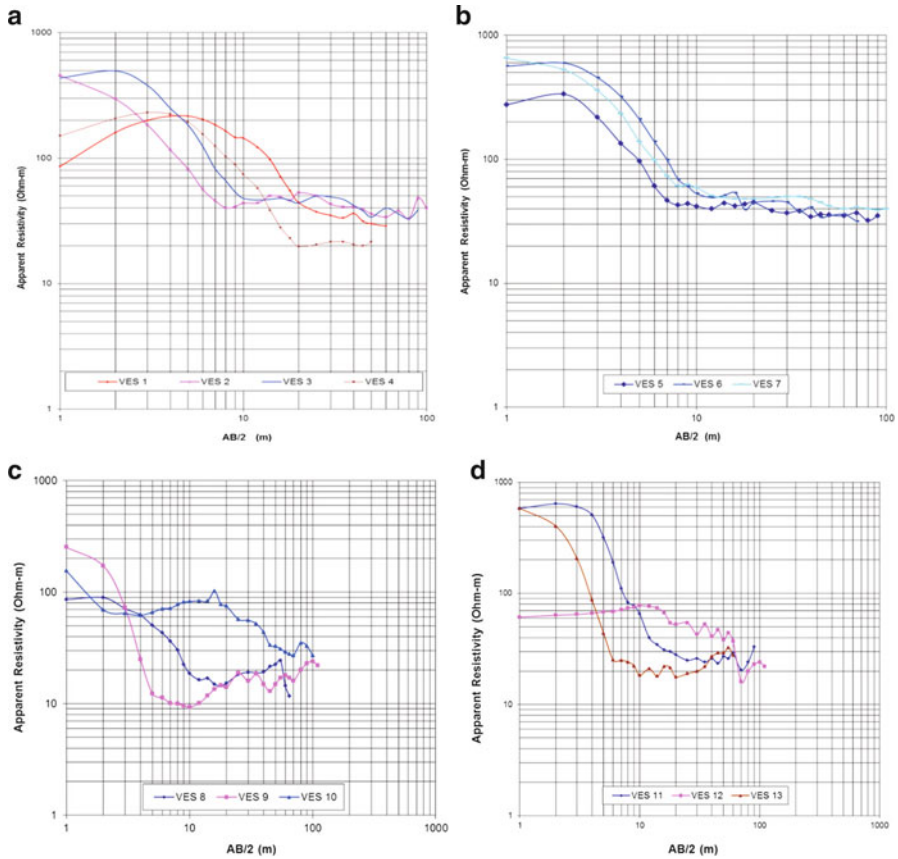 a
1000
100
10
1
1
10
100
Apparent Resistivity (Ohm-m)
AB/2 (m)
VES 1 VES 2 VES 3 VES 4
b
1000
100
10
1
1
10
100
Apparent Resistivity (Ohm-m)
AB/2 (m)
VES 5 VES 6 VES 7
c
1000
100
10
1
1
10
100
1000
Apparent Resistivity (Ohm-m)
AB/2 (m)
VES 8 VES 9 VES 10
d
1000
100
10
1
1
10
100
1000
Apparent Resistivity (Ohm-m)
AB/2 (m)
VES 11 VES 12 VES 13